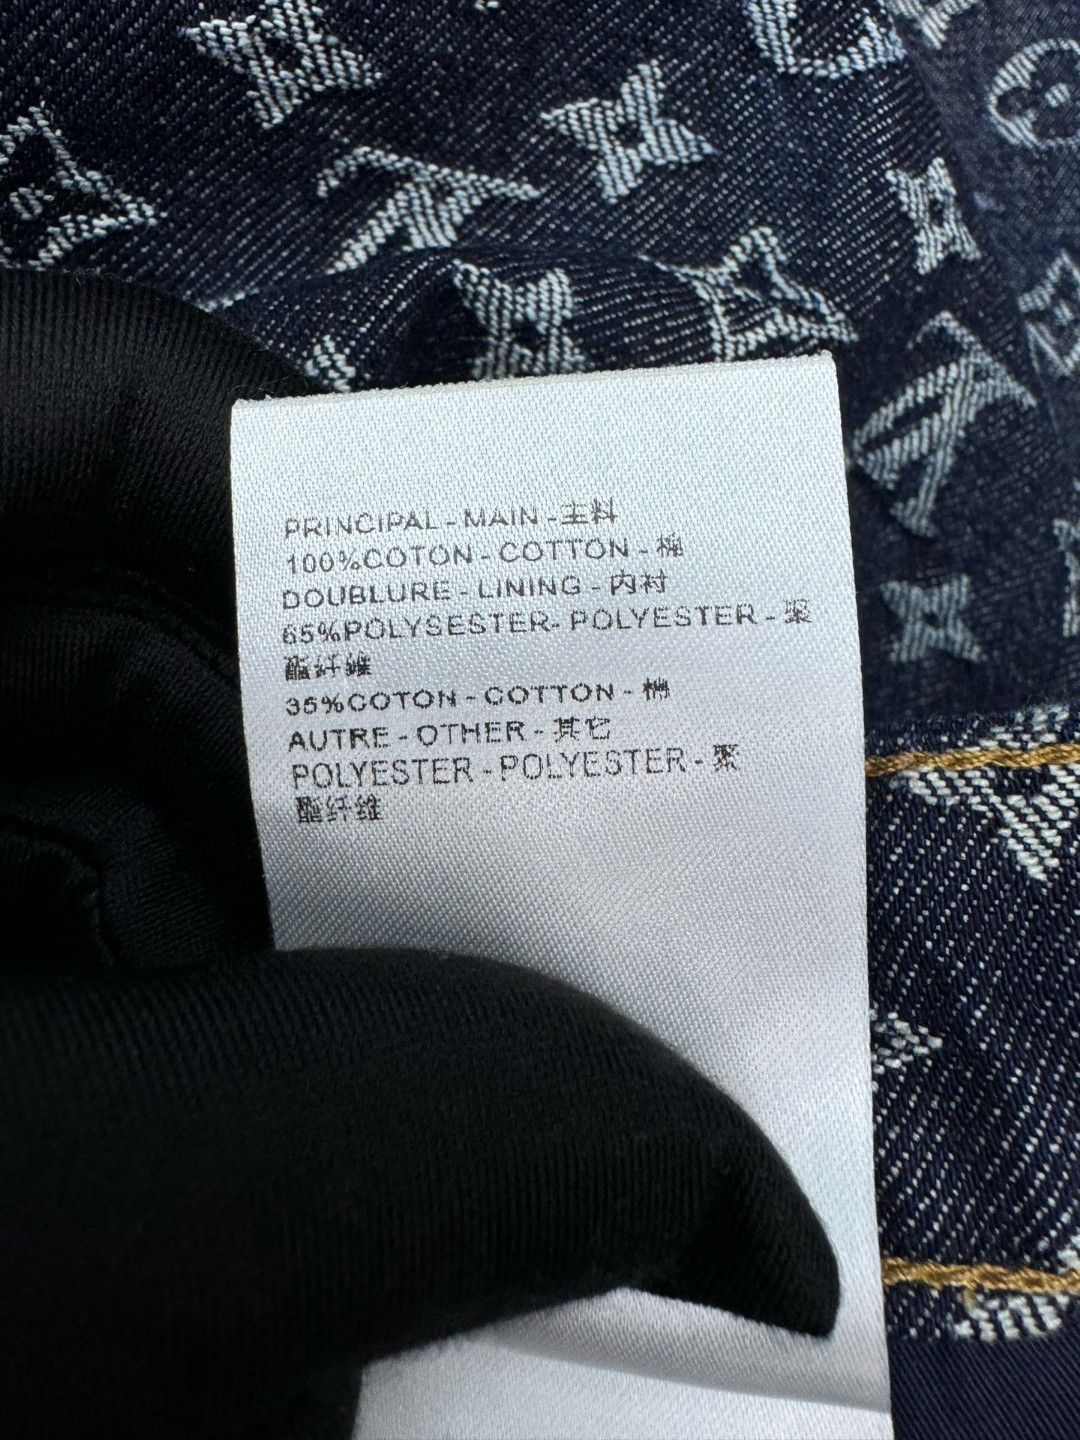 PRINCIPAL - MAIN - 主料
100%COTON - COTTON - 棉
DOUBLURE - LINING - 内衬
65%POLYSESTER- POLYESTER - 聚
酯纤维
35%COTON - COTTON - 棉
AUTRE - OTHER - 其它
POLYESTER - POLYESTER - 聚
酯纤维